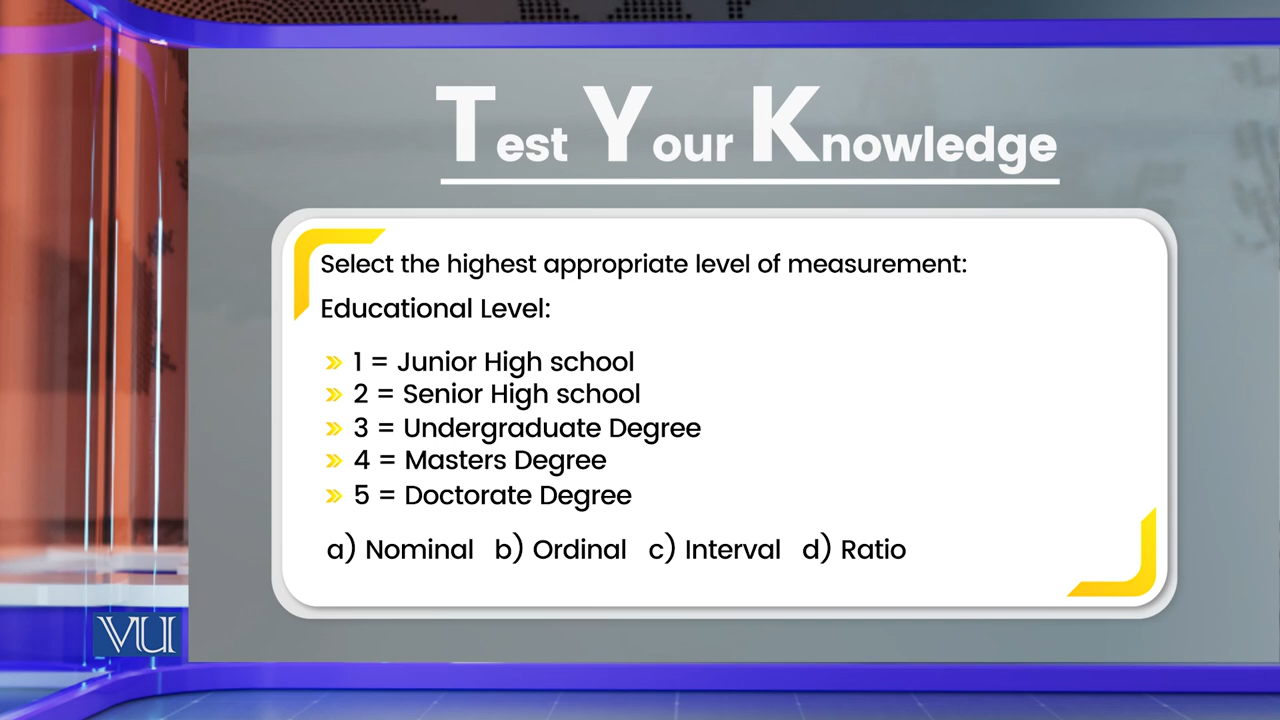 Test Your Knowledge
Select the highest appropriate level of measurement:
Educational Level:
» 1 = Junior High school
» 2 = Senior High school
» 3 = Undergraduate Degree
» 4 = Masters Degree
» 5 = Doctorate Degree
a) Nominal b) Ordinal c) Interval d) Ratio
VU